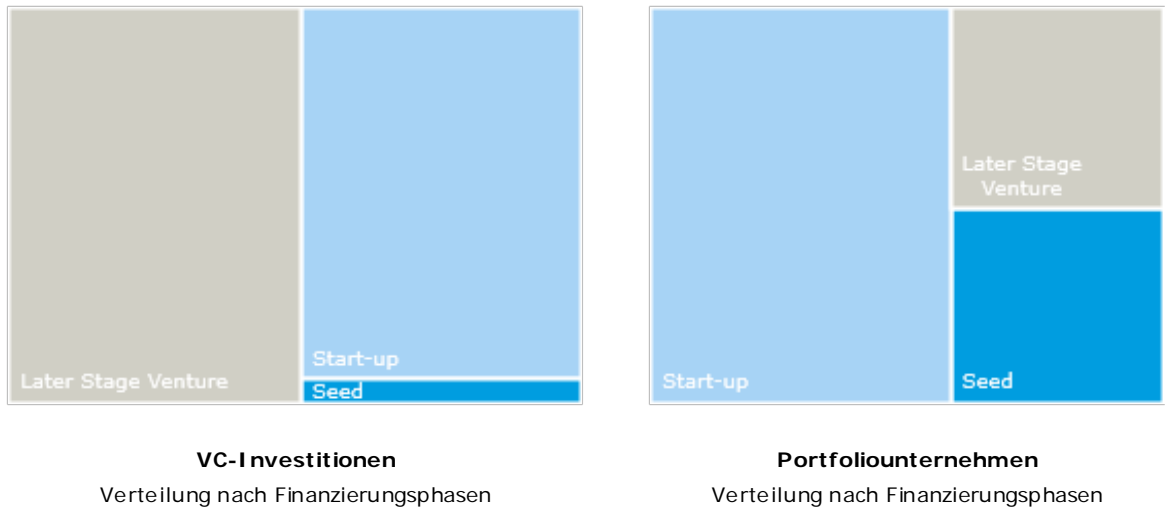 Later Stage Venture
Start-up
Seed
VC-Investitionen
Verteilung nach Finanzierungsphasen
Start-up
Later Stage
Venture
Seed
Portfoliounternehmen
Verteilung nach Finanzierungsphasen